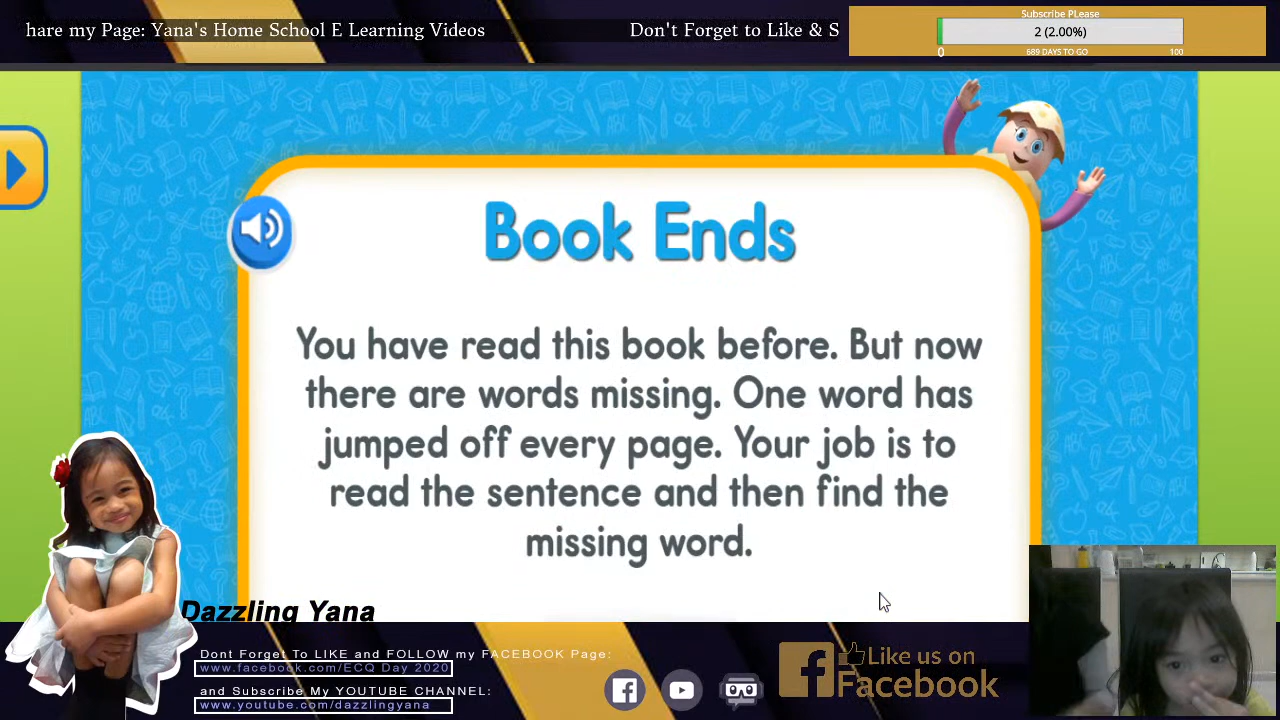 hare my Page: Yana's Home School E Learning Videos
Don't Forget to Like & S
Subscribe PLease
2 (2.00%)
0
689 DAYS TO GO
100
Book Ends
You have read this book before. But now
there are words missing. One word has
jumped off every page. Your job is to
read the sentence and then find the
missing word.
Dazzling Yana
Dont Forget To LIKE and FOLLOW my FACEBOOK Page:
www.facebook.com/ECQ Day 2020
and Subscribe My YOUTUBE CHANNEL:
www.youtube.com/dazzlingyana
Like us on
Facebook